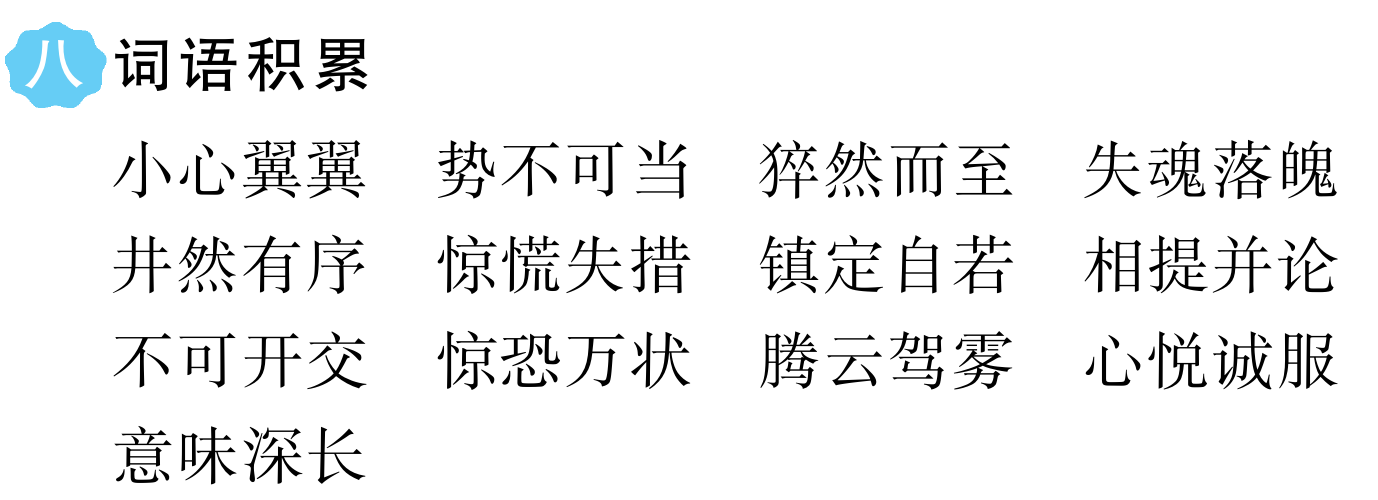 八 词语积累
小心翼翼 势不可当 猝然而至 失魂落魄
井然有序 惊慌失措 镇定自若 相提并论
不可开交 惊恐万状 腾云驾雾 心悦诚服
意味深长